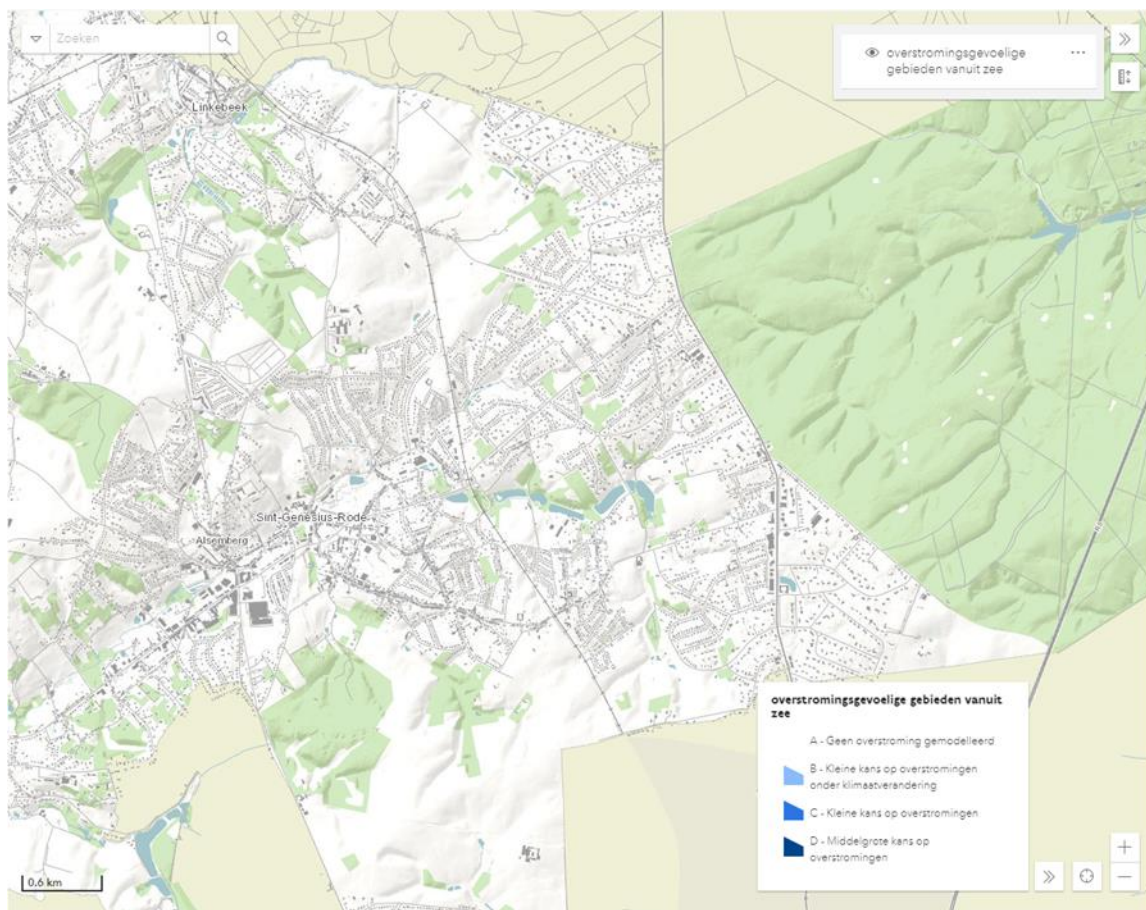 Zoeken
overstromingsgevoelige
gebieden vanuit zee
Linkebeek
Sint-Genesius-Rode
Alsemberg
R0
overstromingsgevoelige gebieden vanuit
zee
A - Geen overstroming gemodelleerd
B - Kleine kans op overstromingen
onder klimaatverandering
C - Kleine kans op overstromingen
D - Middelgrote kans op
overstromingen
0.6 km